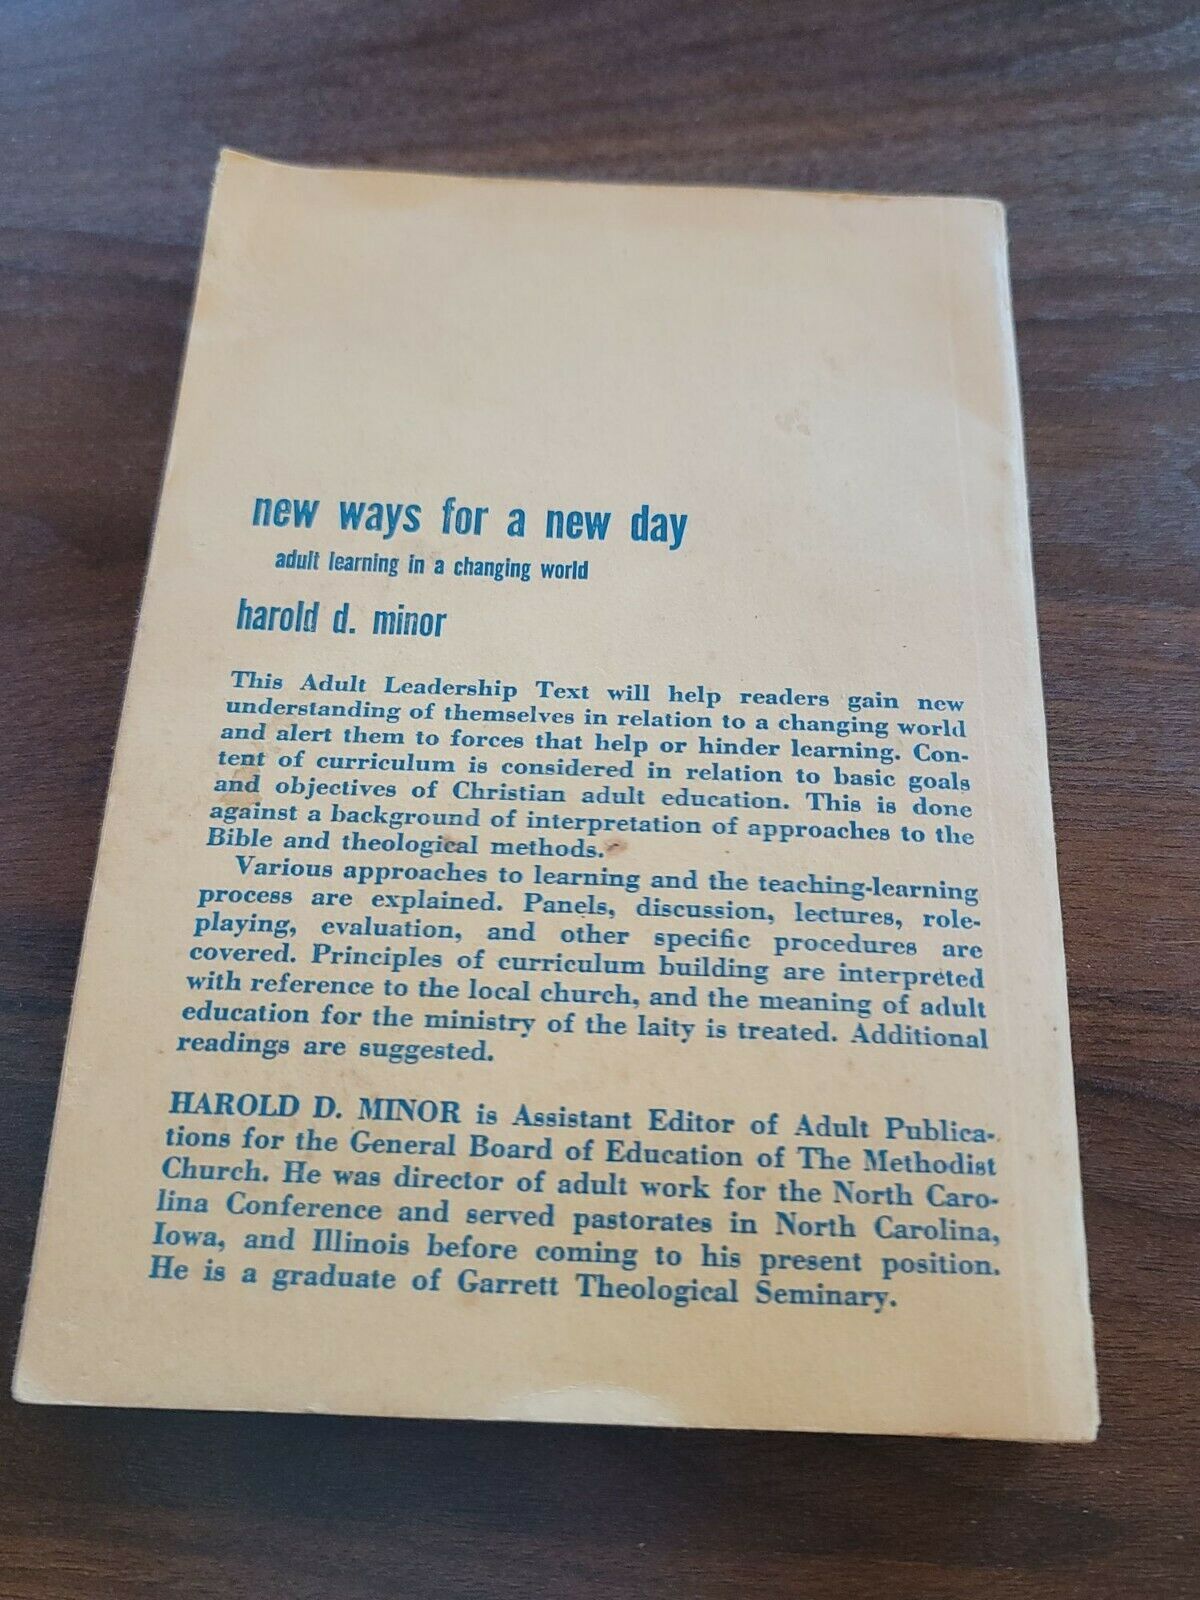 new ways for a new day
adult learning in a changing world
harold d. minor
This Adult Leadership Text will help readers gain new
understanding of themselves in relation to a changing world
and alert them to forces that help or hinder learning. Con-
tent of curriculum is considered in relation to basic goals
and objectives of Christian adult education. This is done
against a background of interpretation of approaches to the
Bible and theological methods.
Various approaches to learning and the teaching-learning
process are explained. Panels, discussion, lectures, role-
playing, evaluation, and other specific procedures are
covered. Principles of curriculum building are interpreted
with reference to the local church, and the meaning of adult
education for the ministry of the laity is treated. Additional
readings are suggested.
HAROLD D. MINOR is Assistant Editor of Adult Publica-
tions for the General Board of Education of The Methodist
Church. He was director of adult work for the North Caro-
lina Conference and served pastorates in North Carolina,
Iowa, and Illinois before coming to his present position.
He is a graduate of Garrett Theological Seminary.